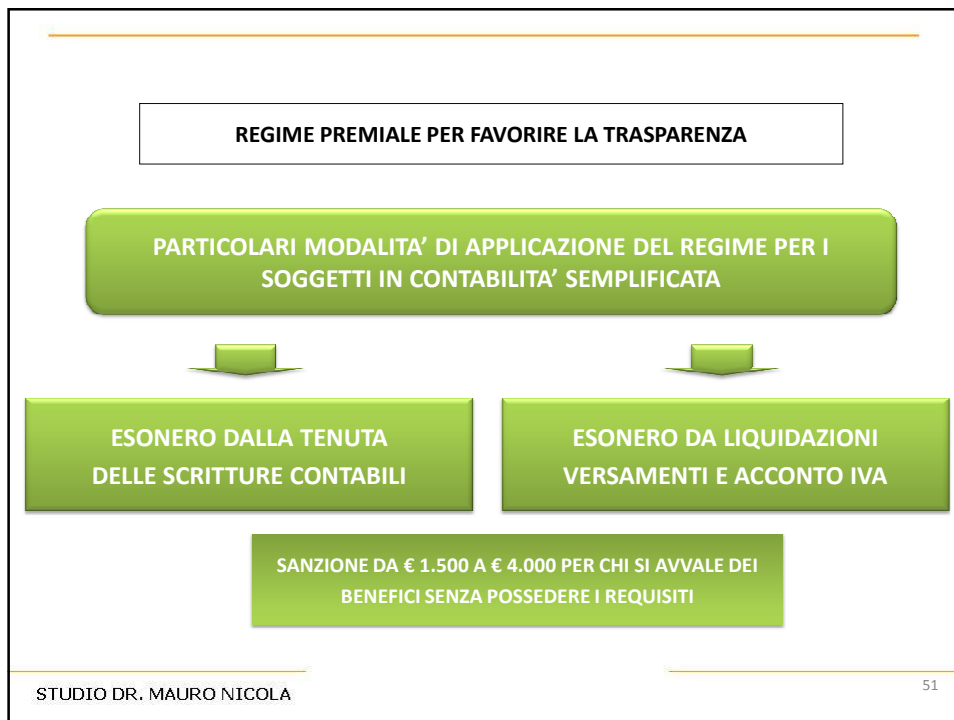 REGIME PREMIALE PER FAVORIRE LA TRASPARENZA
PARTICOLARI MODALITA’ DI APPLICAZIONE DEL REGIME PER I
SOGGETTI IN CONTABILITA’ SEMPLIFICATA
ESONERO DALLA TENUTA
DELLE SCRITTURE CONTABILI
ESONERO DA LIQUIDAZIONI
VERSAMENTI E ACCONTO IVA
SANZIONE DA € 1.500 A € 4.000 PER CHI SI AVVALE DEI
BENEFICI SENZA POSSEDERE I REQUISITI
STUDIO DR. MAURO NICOLA
51